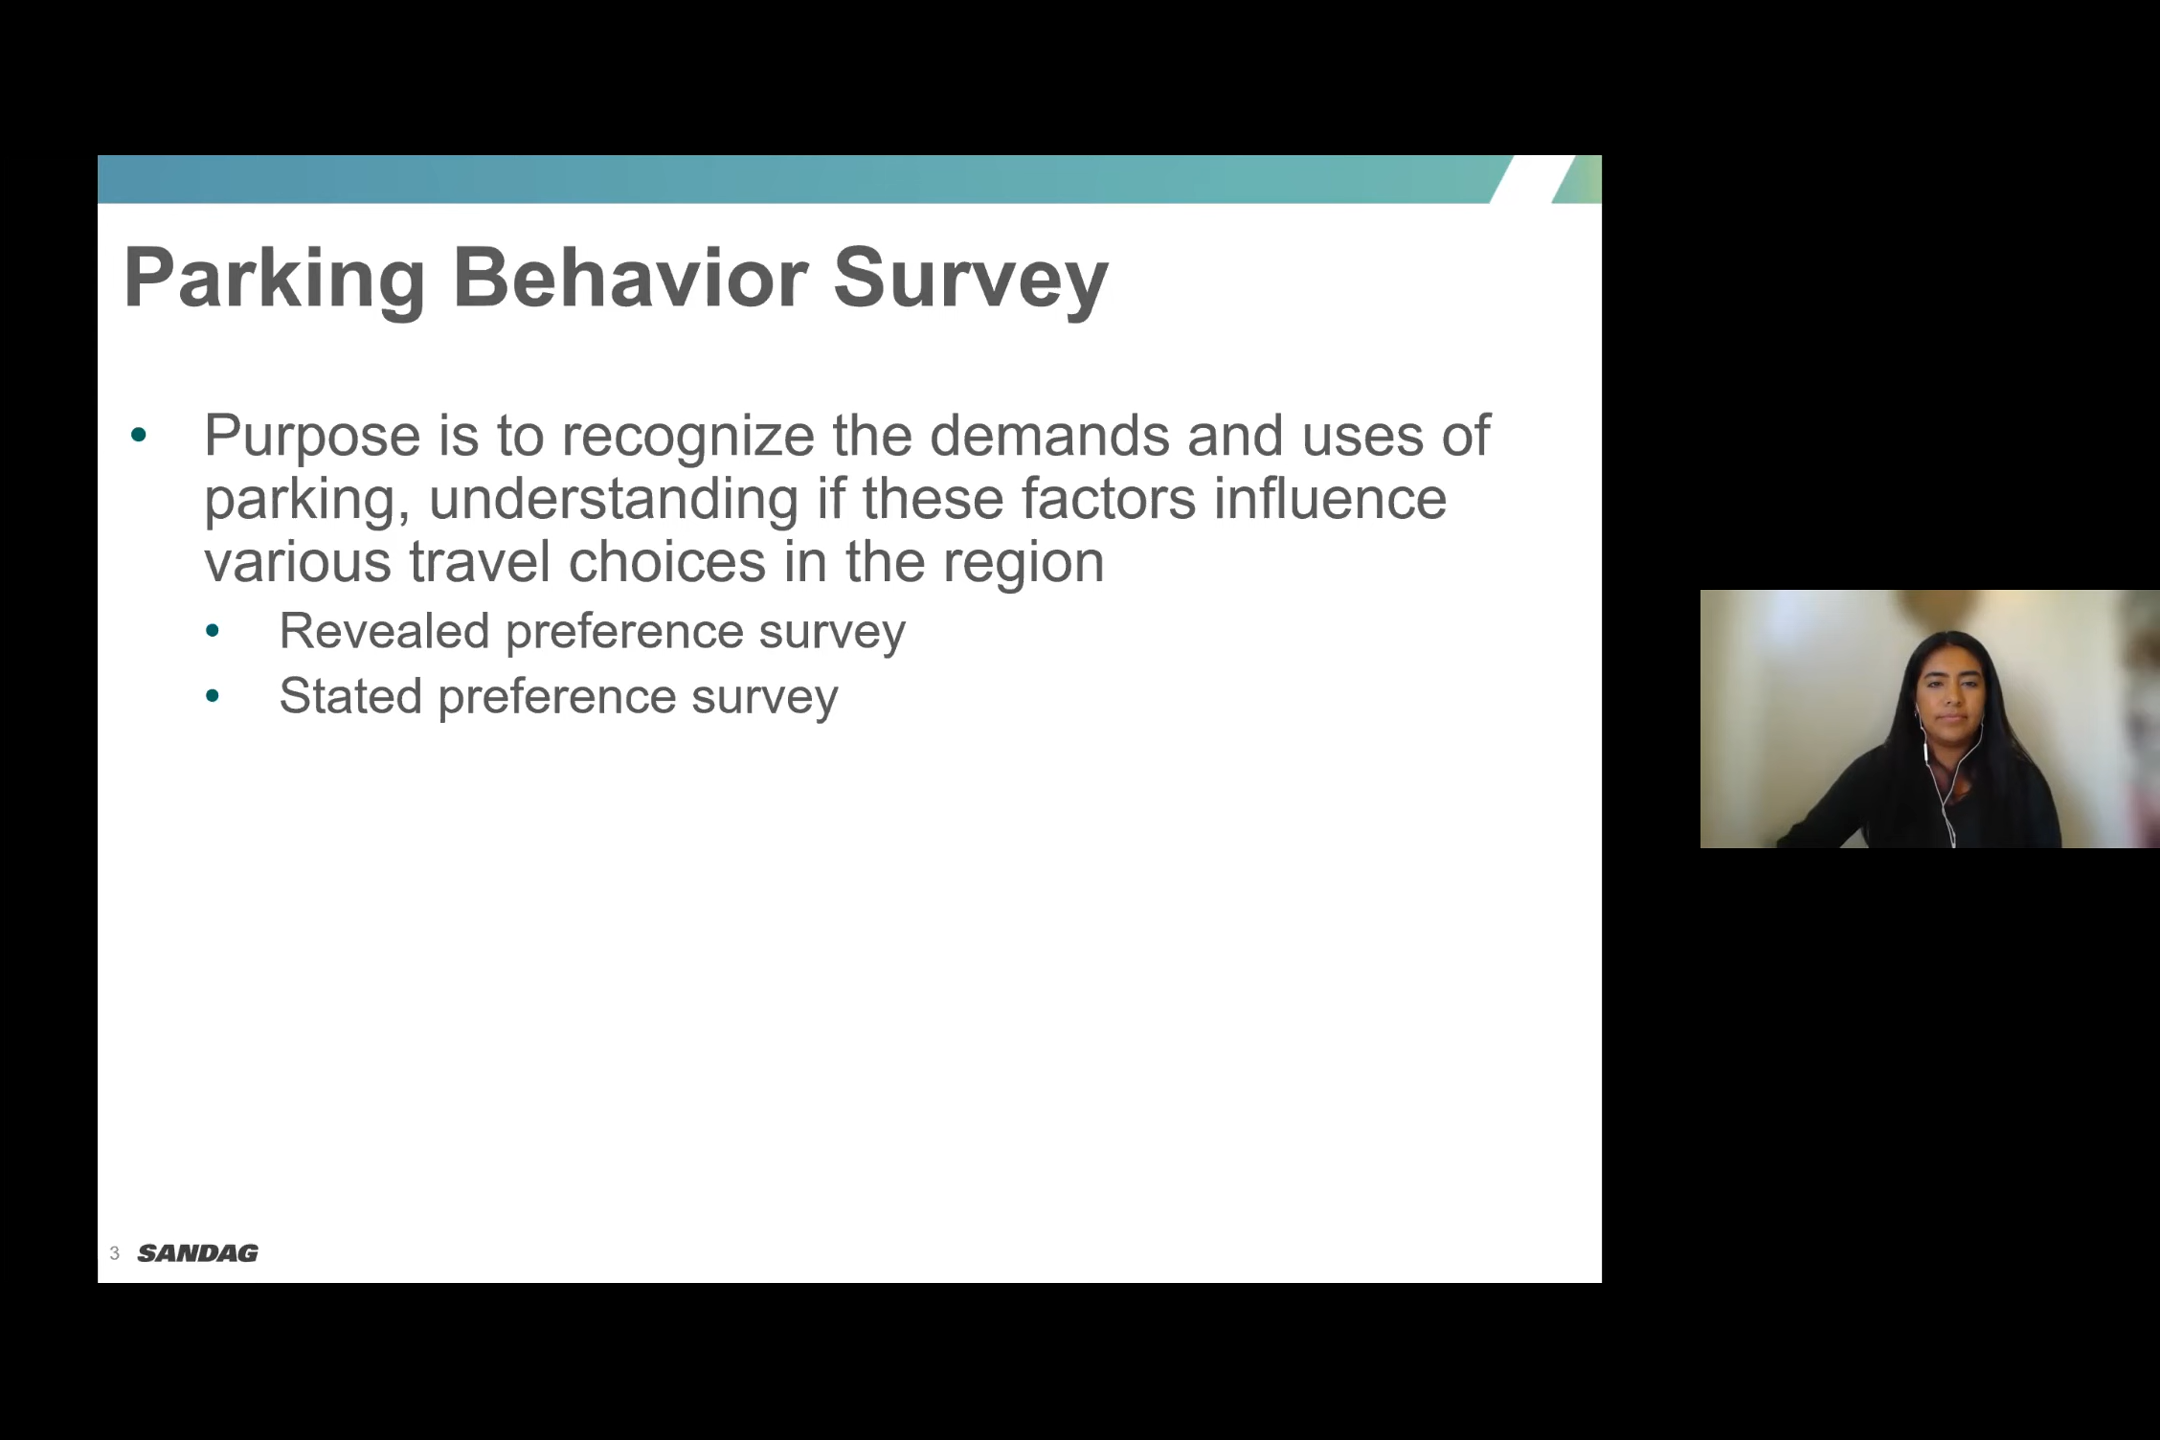 Parking Behavior Survey
• Purpose is to recognize the demands and uses of
parking, understanding if these factors influence
various travel choices in the region
• Revealed preference survey
• Stated preference survey
3 SANDAG